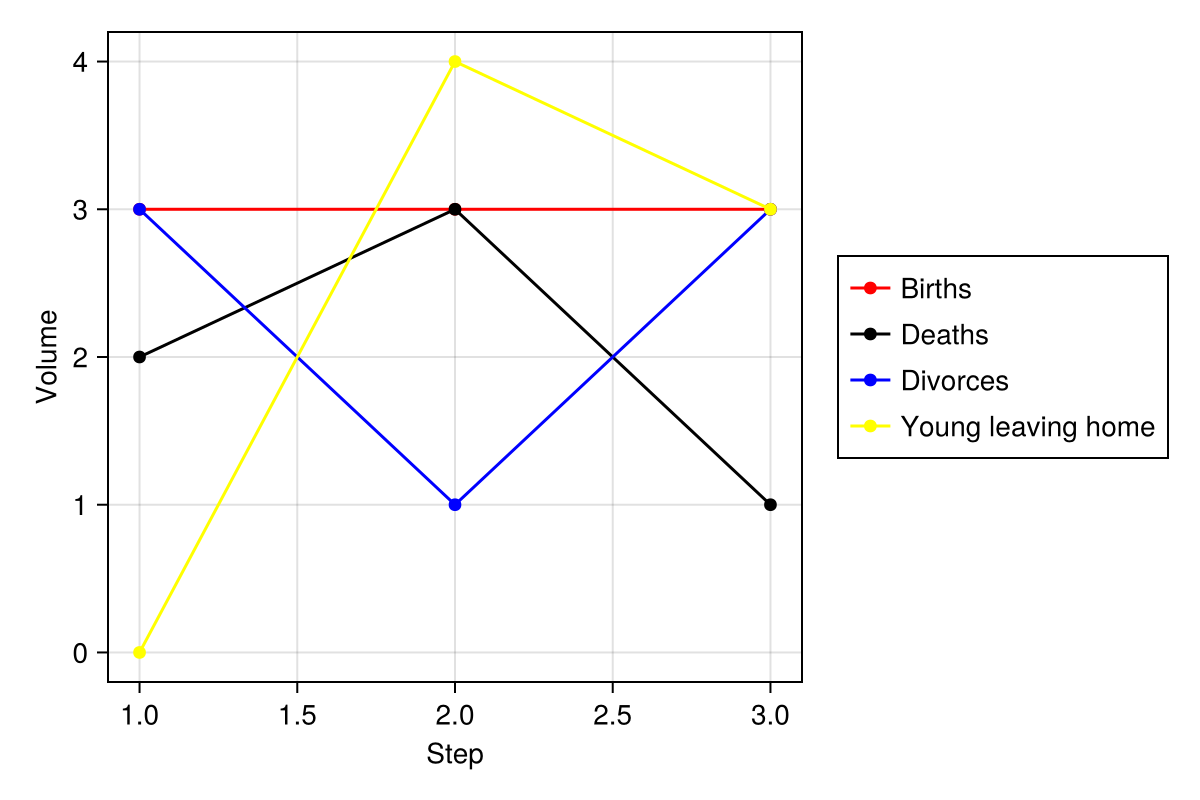 4
3
2
1
0
Volume
1.0 1.5 2.0 2.5 3.0
Step
Births
Deaths
Divorces
Young leaving home